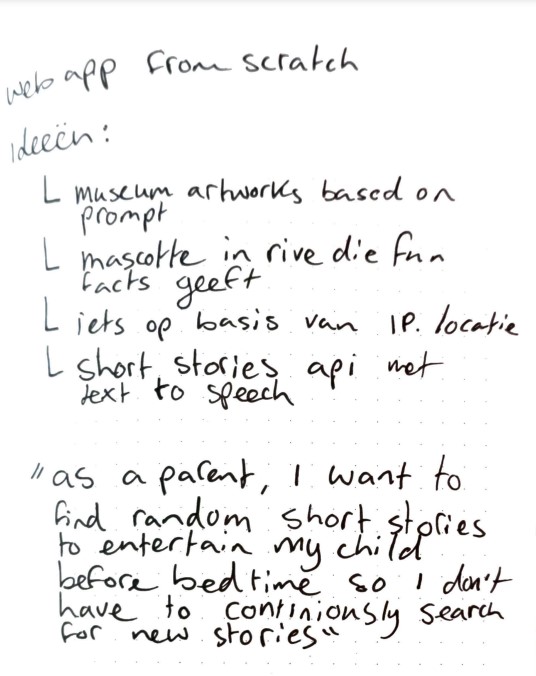 web app from scratch
ideeën:
L museum artworks based on
prompt
L mascotte in rive die fun
facts geeft
L iets op basis van IP. locatie
L short stories api met
text to speech
"as a parent, I want to
find random short stories
to entertain my child
before bedtime so I don't
have to continiously search
for new stories"